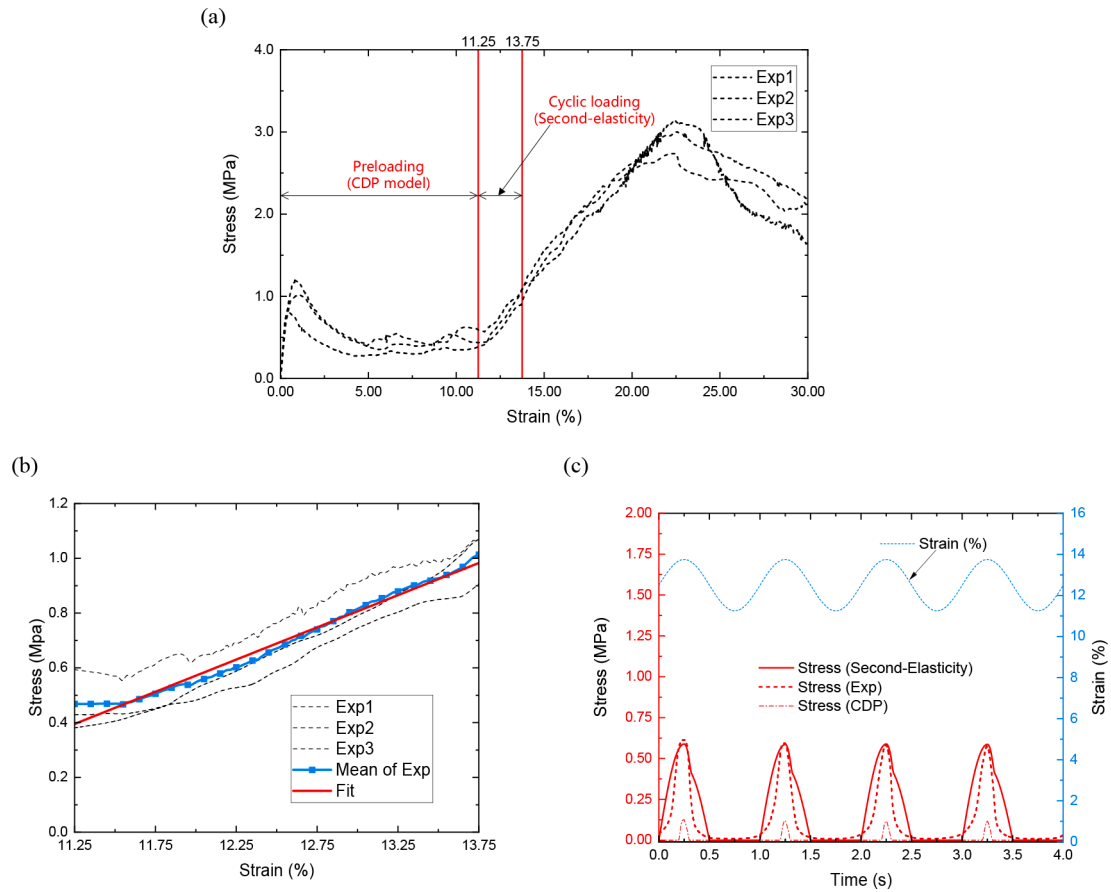 (a)
11.25 13.75
4.0
3.0
2.0
1.0
0.0
Stress (MPa)
Exp1
Exp2
Exp3
Cyclic loading
(Second-elasticity)
Preloading
(CDP model)
0.00 5.00 10.00 15.00 20.00 25.00 30.00
Strain (%)
(b)
1.2
1.0
0.8
0.6
0.4
0.2
0.0
Stress (Mpa)
Exp1
Exp2
Exp3
Mean of Exp
Fit
11.25 11.75 12.25 12.75 13.25 13.75
Strain (%)
(c)
2.00
1.75
1.50
1.25
1.00
0.75
0.50
0.25
0.00
Stress (MPa)
Strain (%)
Stress (Second-Elasticity)
Stress (Exp)
Stress (CDP)
16
14
12
10
8
6
4
2
0
Strain (%)
0.0 0.5 1.0 1.5 2.0 2.5 3.0 3.5 4.0
Time (s)